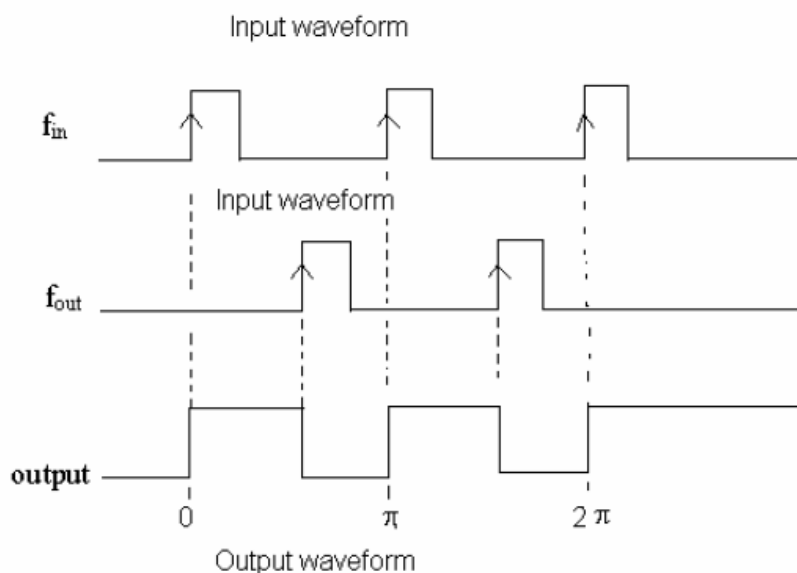 Input waveform
fin
Input waveform
fout
output
0 π 2 π
Output waveform